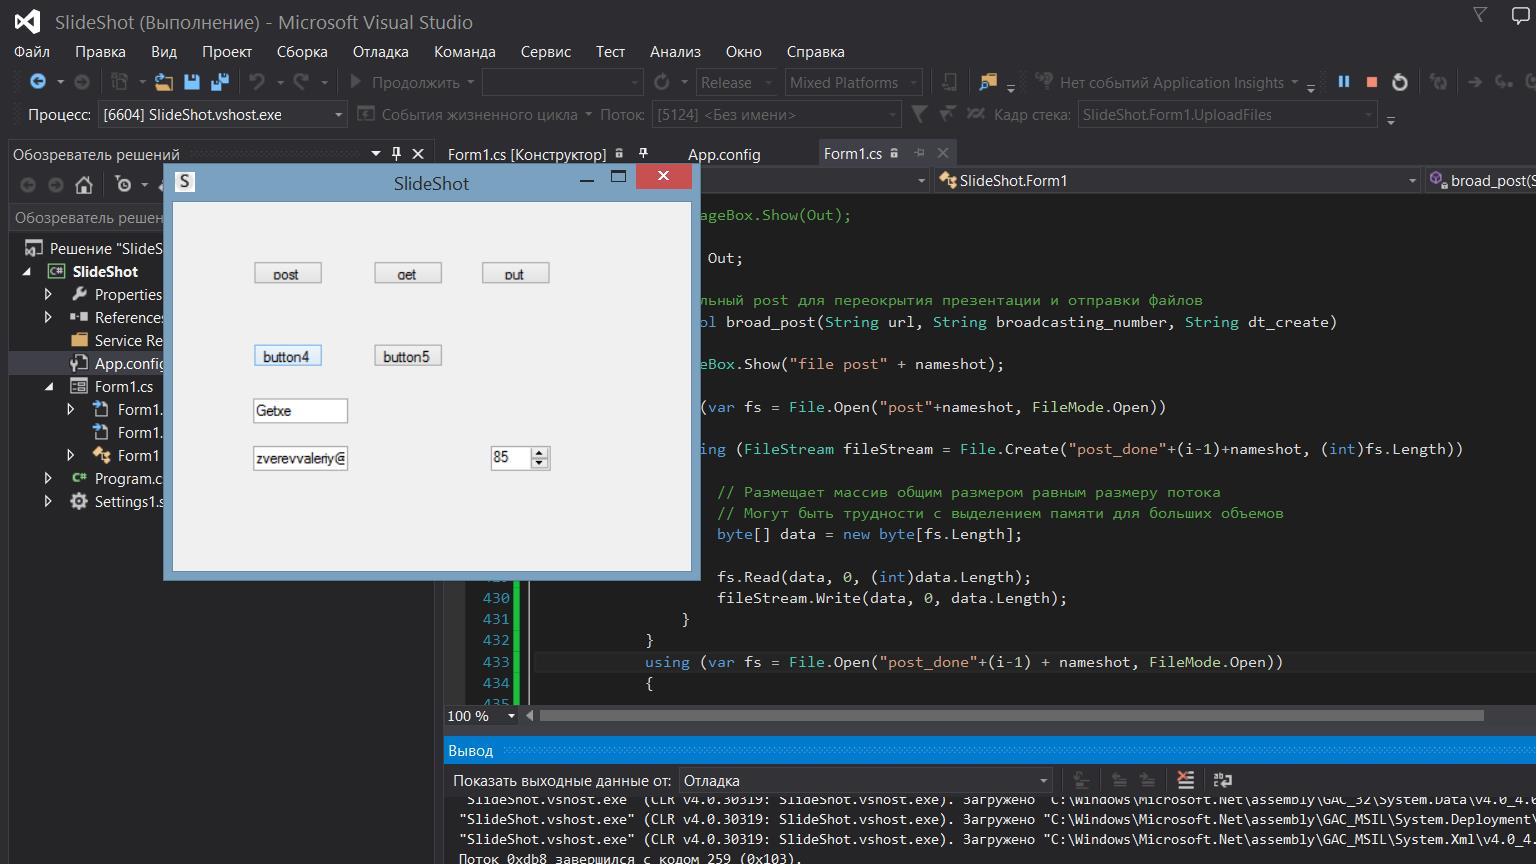 SlideShot (Выполнение) - Microsoft Visual Studio
Файл Правка Вид Проект Сборка Отладка Команда Сервис Тест Анализ Окно Справка
Продолжить Release Mixed Platforms Нет событий Application Insights
Процесс: [6604] SlideShot.vshost.exe События жизненного цикла Поток: [5124] <Без имени> Кадр стека: SlideShot.Form1.UploadFiles
Обозреватель решений
Form1.cs [Конструктор] App.config Form1.cs
SlideShot.Form1 broad_post(S
Обозреватель решен
Решение "SlideS
SlideShot
Properties
References
Service Re
App.config
Form1.cs
Form1.
Form1.
Form1
Program.c
Settings1.s
S SlideShot
post get put
button4 button5
Getxe
zverevvaleriy@ 85
ageBox.Show(Out);
Out;
льный post для переокрытия презентации и отправки файлов
ol broad_post(String url, String broadcasting_number, String dt_create)
eBox.Show("file post" + nameshot);
(var fs = File.Open("post"+nameshot, FileMode.Open))
ing (FileStream fileStream = File.Create("post_done"+(i-1)+nameshot, (int)fs.Length))
// Размещает массив общим размером равным размеру потока
// Могут быть трудности с выделением памяти для больших объемов
byte[] data = new byte[fs.Length];
fs.Read(data, 0, (int)data.Length);
430 fileStream.Write(data, 0, data.Length);
431 }
432 }
433 using (var fs = File.Open("post_done"+(i-1) + nameshot, FileMode.Open))
434 {
435
100 %
Вывод
Показать выходные данные от: Отладка
"SlideShot.vshost.exe" (CLR v4.0.30319: SlideShot.vshost.exe). Загружено "C:\Windows\Microsoft.Net\assembly\GAC_32\System.Data\v4.0_4.0
"SlideShot.vshost.exe" (CLR v4.0.30319: SlideShot.vshost.exe). Загружено "C:\Windows\Microsoft.Net\assembly\GAC_MSIL\System.Deployment\
"SlideShot.vshost.exe" (CLR v4.0.30319: SlideShot.vshost.exe). Загружено "C:\Windows\Microsoft.Net\assembly\GAC_MSIL\System.Xml\v4.0_4.
Поток 0xdb8 завершился с кодом 259 (0x103).